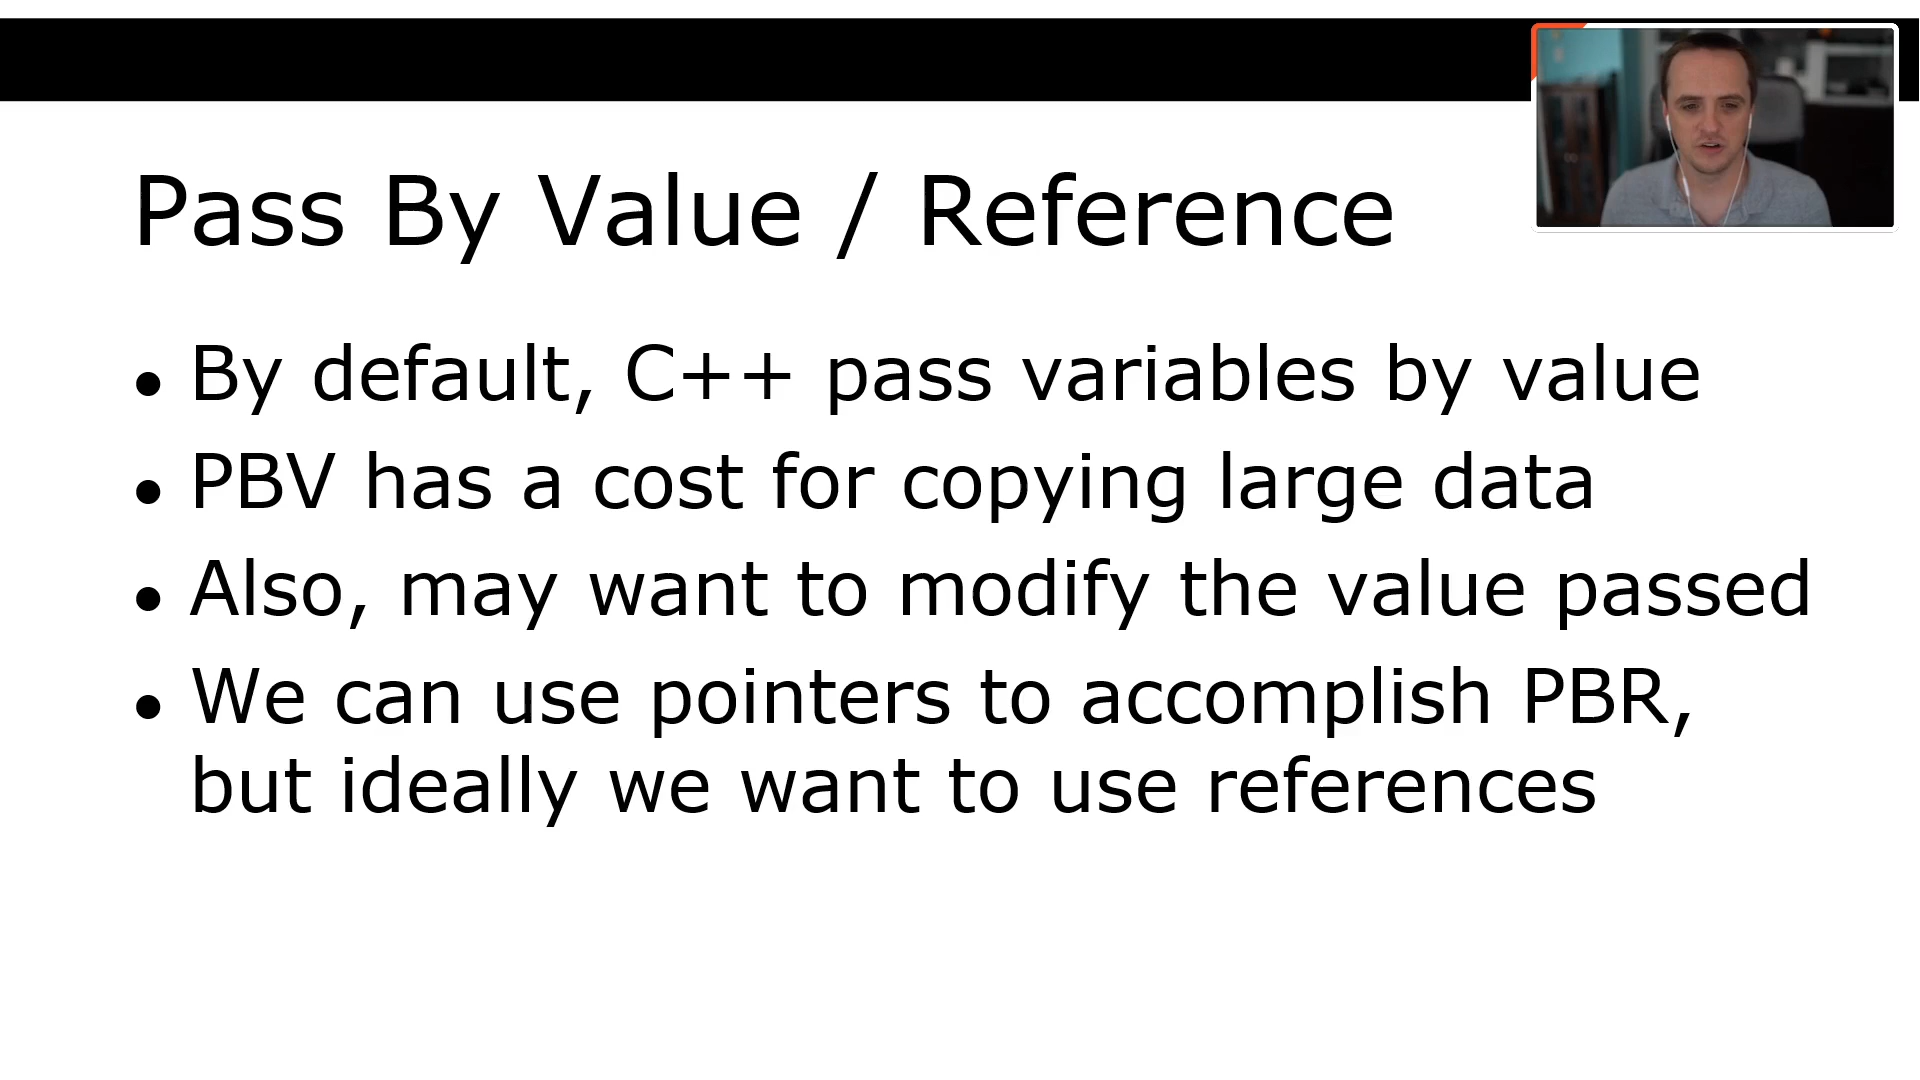 Pass By Value / Reference
• By default, C++ pass variables by value
• PBV has a cost for copying large data
• Also, may want to modify the value passed
• We can use pointers to accomplish PBR,
but ideally we want to use references